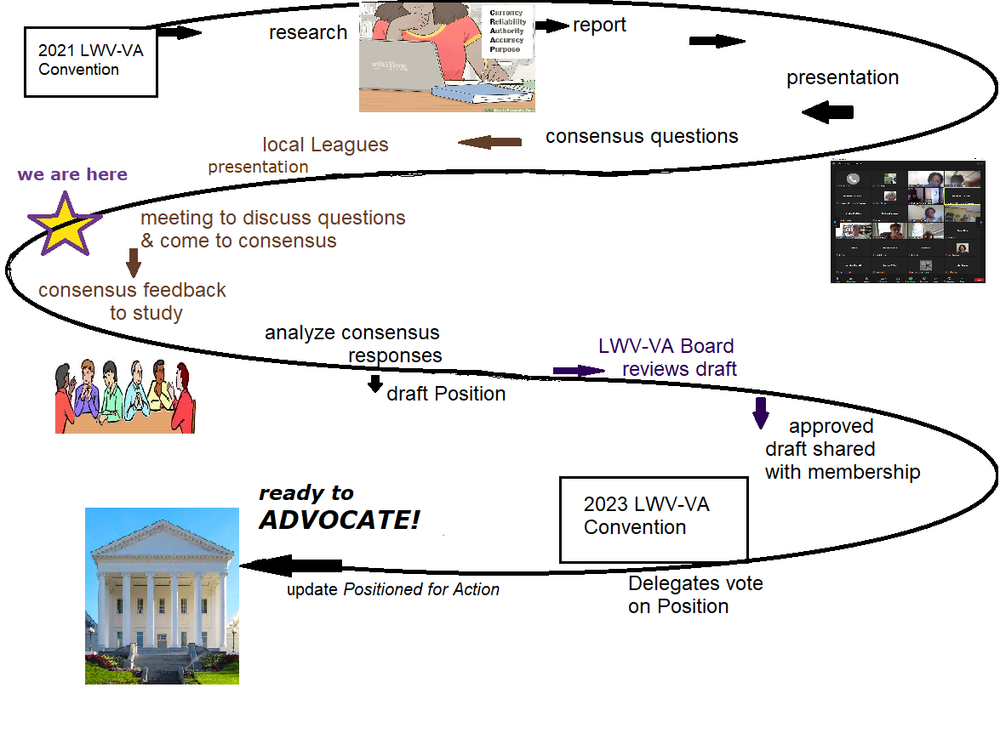 2021 LWV-VA
Convention
research
Currency
Reliability
Authority
Accuracy
Purpose
wikiHow
report
presentation
consensus questions
local Leagues
presentation
we are here
meeting to discuss questions
& come to consensus
consensus feedback
to study
analyze consensus
responses
draft Position
LWV-VA Board
reviews draft
approved
draft shared
with membership
2023 LWV-VA
Convention
Delegates vote
on Position
update Positioned for Action
ready to
ADVOCATE!